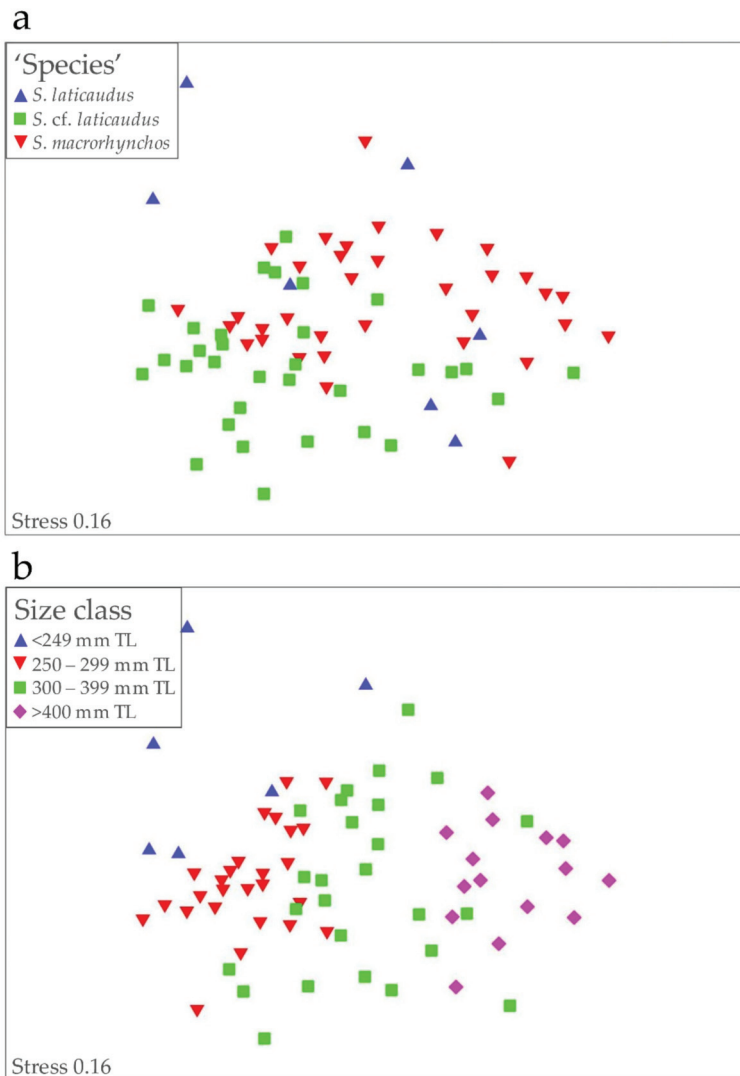 a
'Species'
S. laticaudus
S. cf. laticaudus
S. macrorhynchos
Stress 0.16
b
Size class
<249 mm TL
250 – 299 mm TL
300 – 399 mm TL
>400 mm TL
Stress 0.16